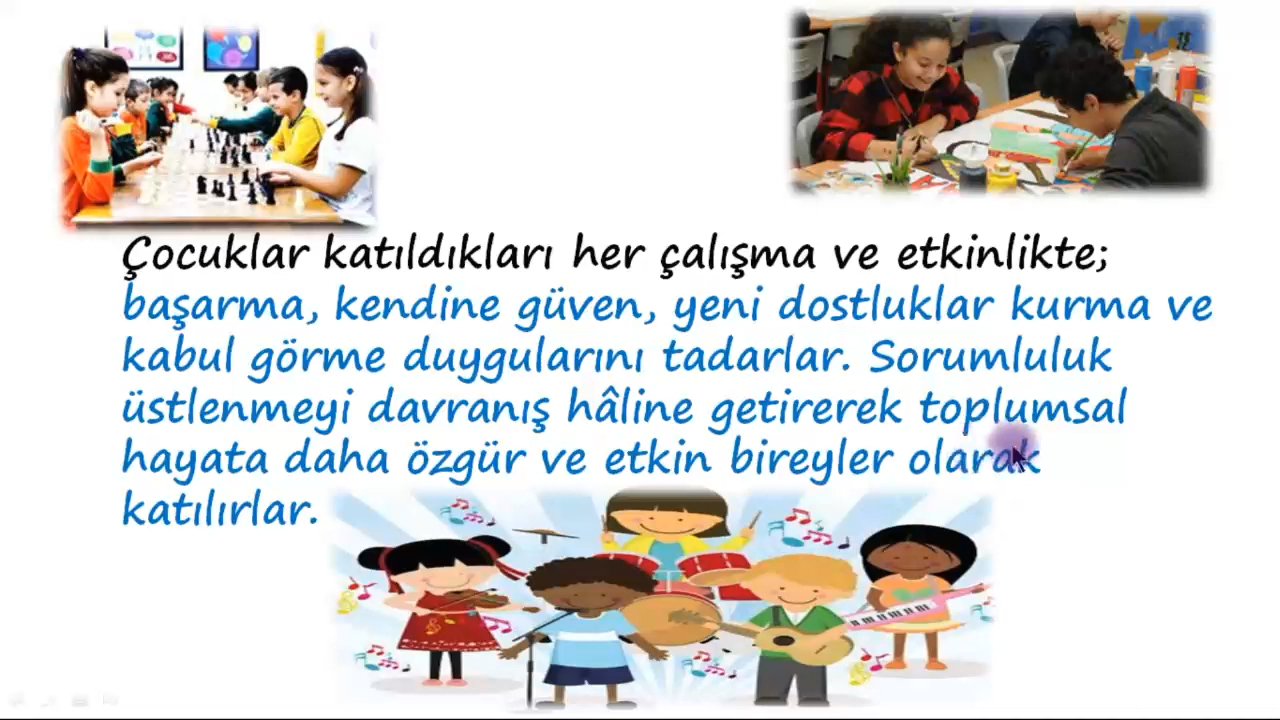 Çocuklar katıldıkları her çalışma ve etkinlikte;
başarma, kendine güven, yeni dostluklar kurma ve
kabul görme duygularını tadarlar. Sorumluluk
üstlenmeyi davranış hâline getirerek toplumsal
hayata daha özgür ve etkin bireyler olarak
katılırlar.